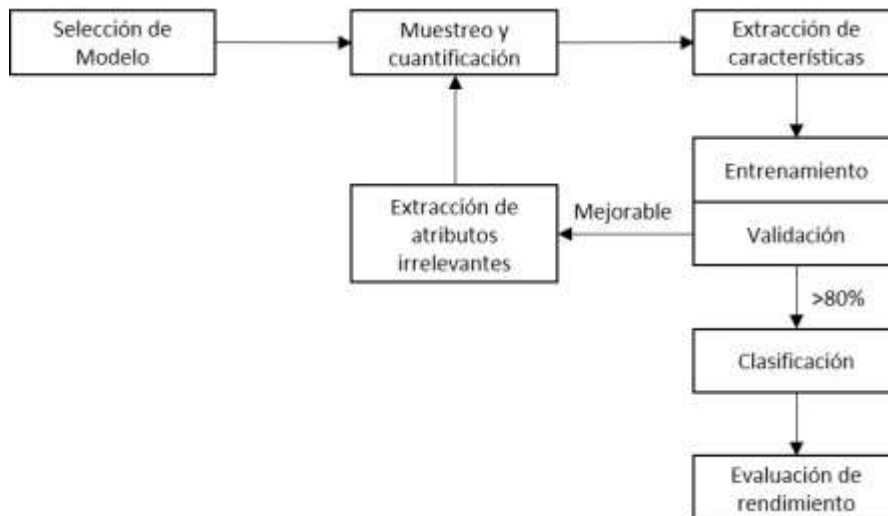 Selección de
Modelo
Muestreo y
cuantificación
Extracción de
características
Entrenamiento
Validación
Mejorable
Extracción de
atributos
irrelevantes
>80%
Clasificación
Evaluación de
rendimiento